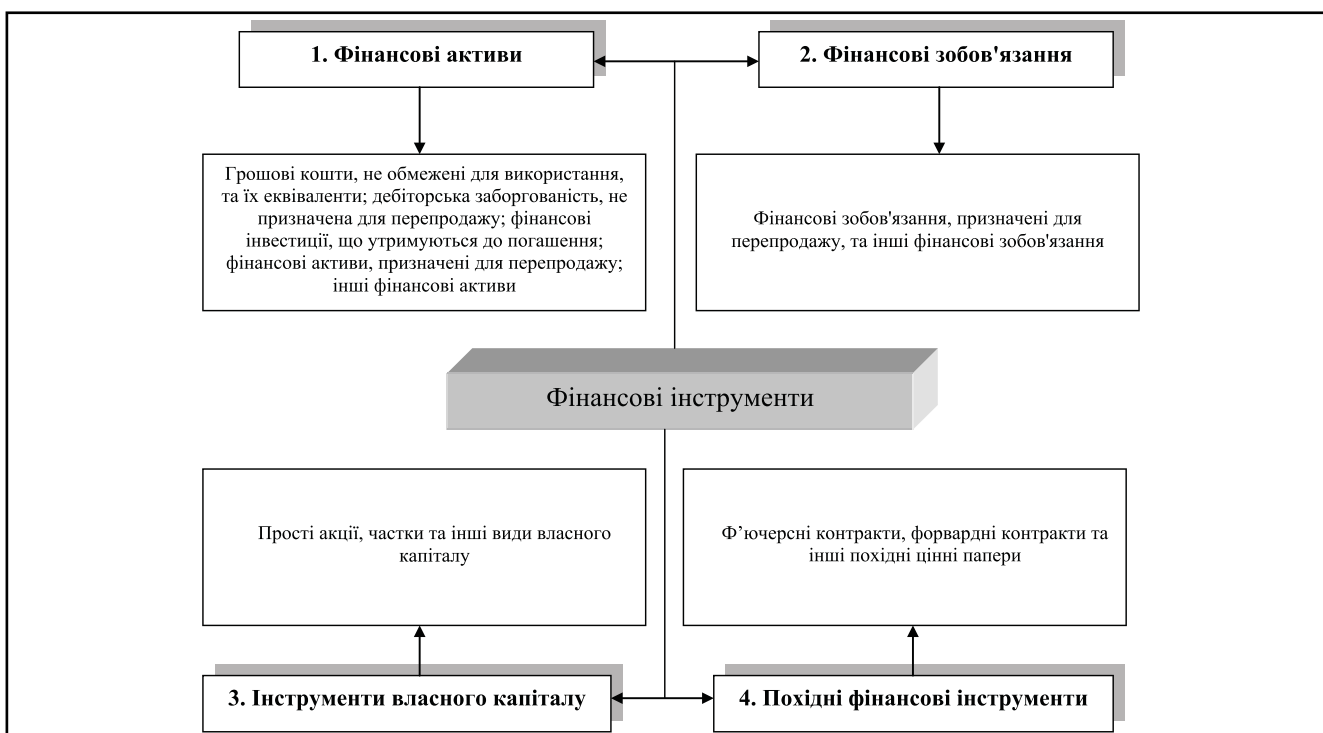 1. Фінансові активи
2. Фінансові зобов'язання
Грошові кошти, не обмежені для використання,
та їх еквіваленти; дебіторська заборгованість, не
призначена для перепродажу; фінансові
інвестиції, що утримуються до погашення;
фінансові активи, призначені для перепродажу;
інші фінансові активи
Фінансові зобов'язання, призначені для
перепродажу, та інші фінансові зобов'язання
Фінансові інструменти
Прості акції, частки та інші види власного
капіталу
Ф’ючерсні контракти, форвардні контракти та
інші похідні цінні папери
3. Інструменти власного капіталу
4. Похідні фінансові інструменти